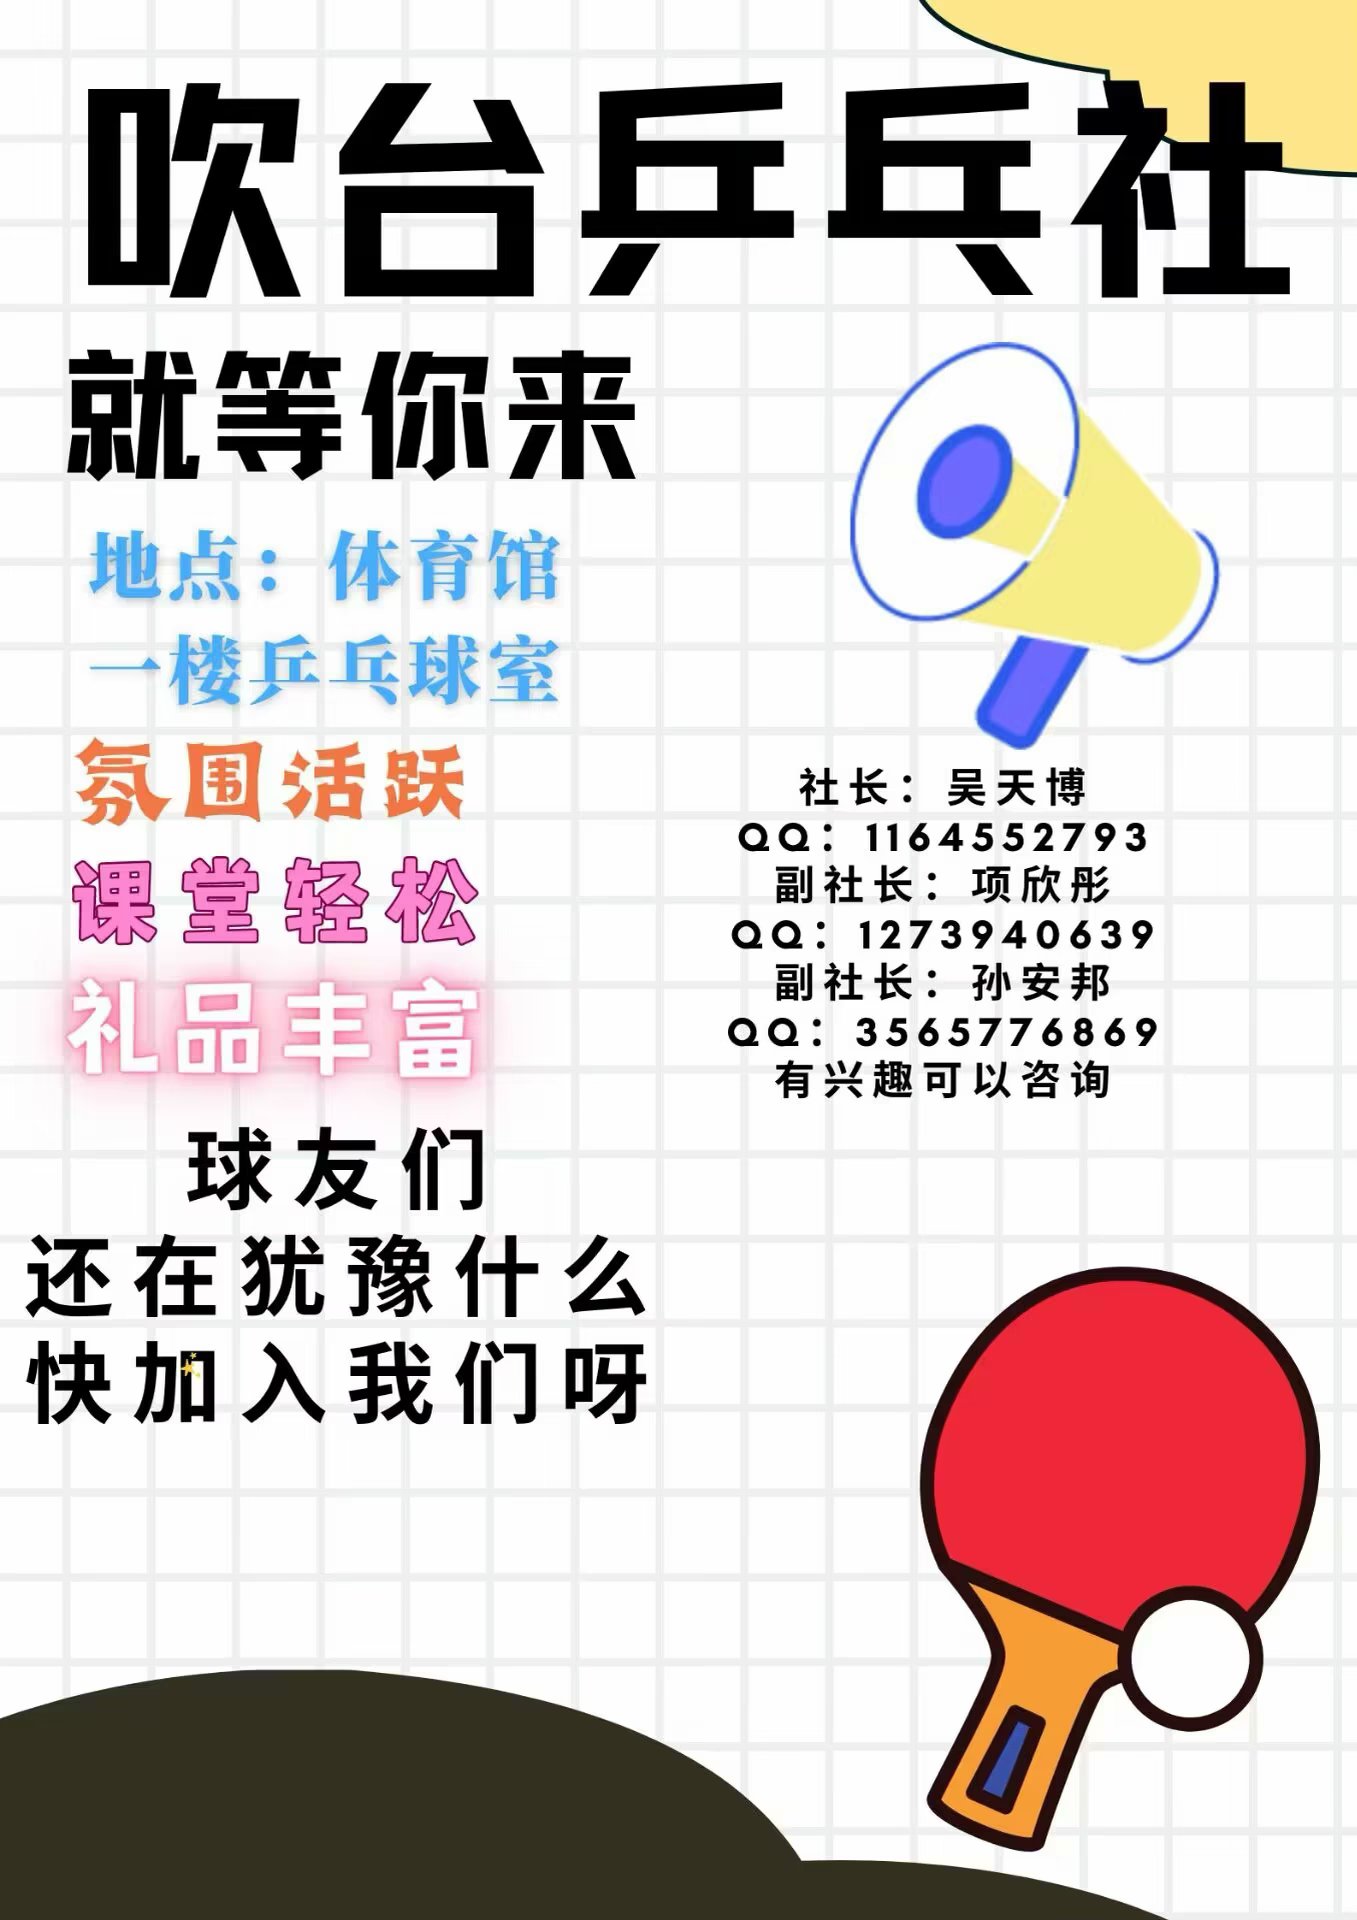 吹台乒乓社
就等你来
地点：体育馆
一楼乒乓球室
氛围活跃
课堂轻松
礼品丰富
球友们
还在犹豫什么
快加入我们呀
社长：吴天博
QQ：1164552793
副社长：项欣彤
QQ：1273940639
副社长：孙安邦
QQ：3565776869
有兴趣可以咨询